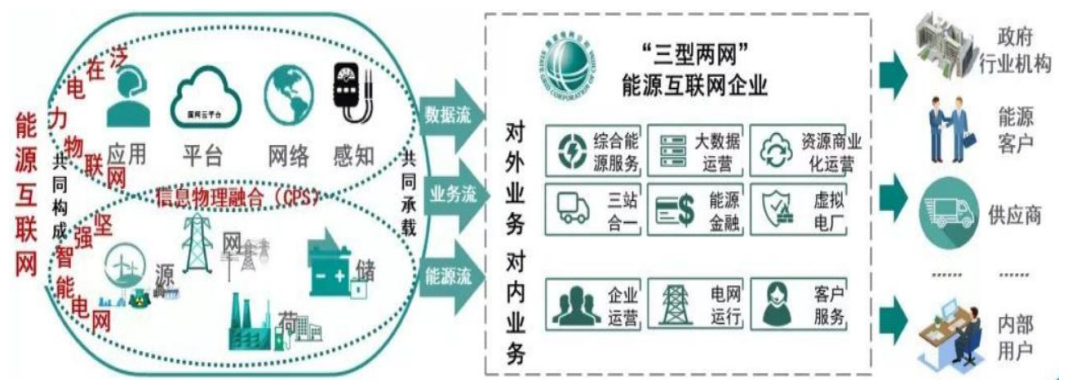 能源互联网
泛在电力物联网
共同构成
应用
平台
网络
感知
国网云平台
共同承载
信息物理融合（CPS）
坚强智能电网
源
网
荷
储
数据流
业务流
能源流
“三型两网”
能源互联网企业
对外业务
综合能
源服务
大数据
运营
资源商业
化运营
三站
合一
能源
金融
虚拟
电厂
对内业务
企业
运营
电网
运行
客户
服务
政府
行业机构
能源
客户
供应商
…… ……
内部
用户